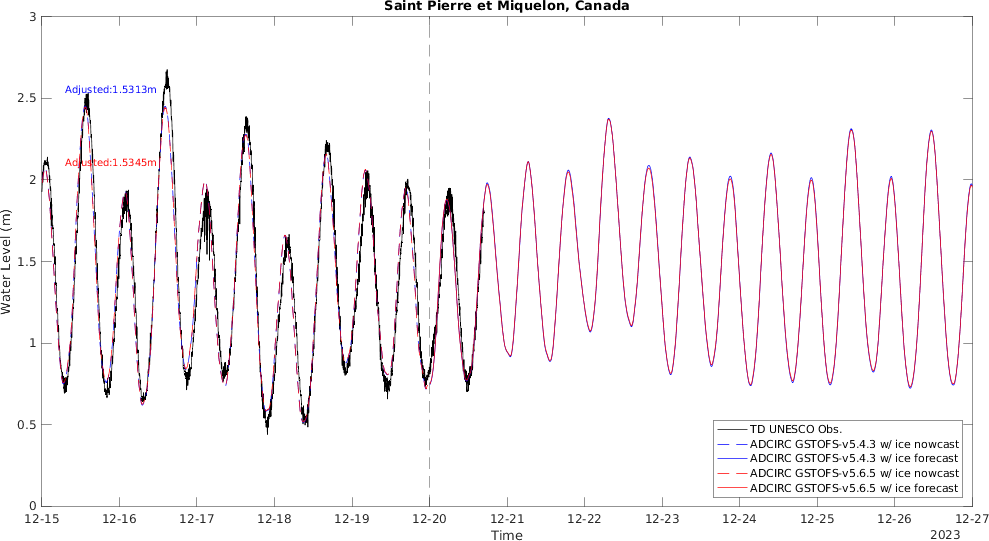 Saint Pierre et Miquelon, Canada
3
2.5
2
1.5
1
0.5
0
Water Level (m)
Adjusted:1.5313m
Adjusted:1.5345m
TD UNESCO Obs.
ADCIRC GSTOFS-v5.4.3 w/ ice nowcast
ADCIRC GSTOFS-v5.4.3 w/ ice forecast
ADCIRC GSTOFS-v5.6.5 w/ ice nowcast
ADCIRC GSTOFS-v5.6.5 w/ ice forecast
12-15 12-16 12-17 12-18 12-19 12-20 12-21 12-22 12-23 12-24 12-25 12-26 12-27
Time
2023